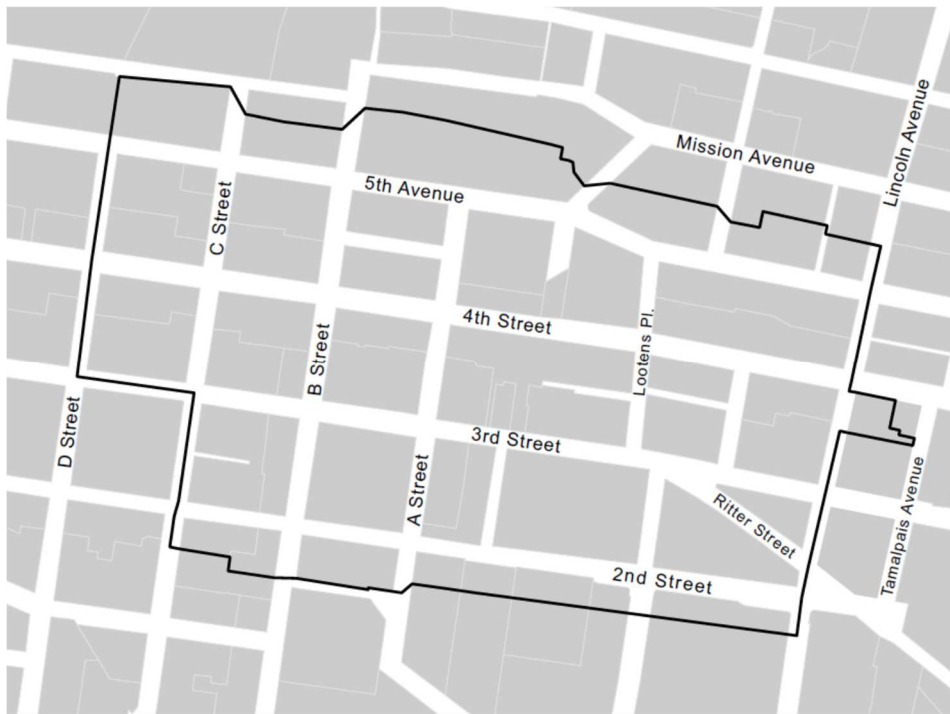 Lincoln Avenue
Mission Avenue
5th Avenue
C Street
4th Street
B Street
Lootens Pl.
3rd Street
D Street
A Street
Ritter Street
Tamalpais Avenue
2nd Street